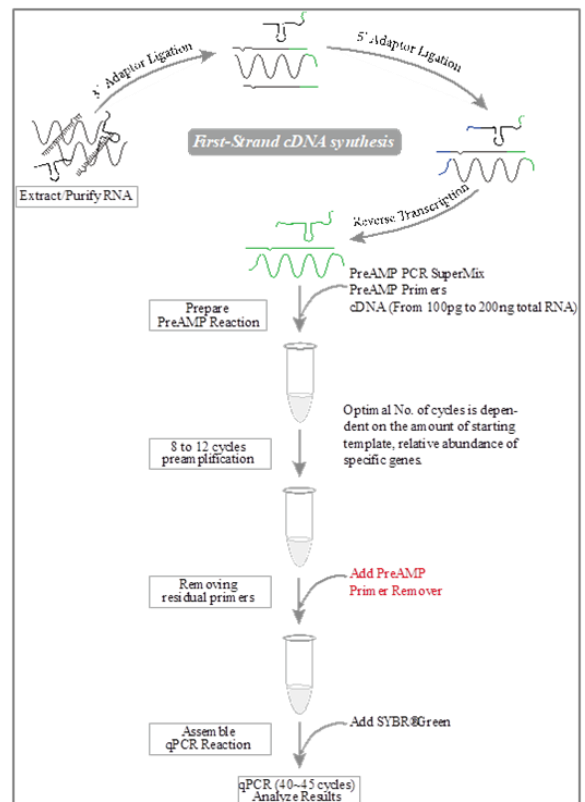 3´ Adaptor Ligation
5´ Adaptor Ligation
First-Strand cDNA synthesis
Extract/Purify RNA
Reverse Transcription
PreAMP PCR SuperMix
PreAMP Primers
cDNA (From 100pg to 200ng total RNA)
Prepare
PreAMP Reaction
Optimal No. of cycles is depen-
dent on the amount of starting
template, relative abundance of
specific genes.
8 to 12 cycles
preamplification
Add PreAMP
Primer Remover
Removing
residual primers
Add SYBR®Green
Assemble
qPCR Reaction
qPCR (40~45 cycles)
Analyze Results